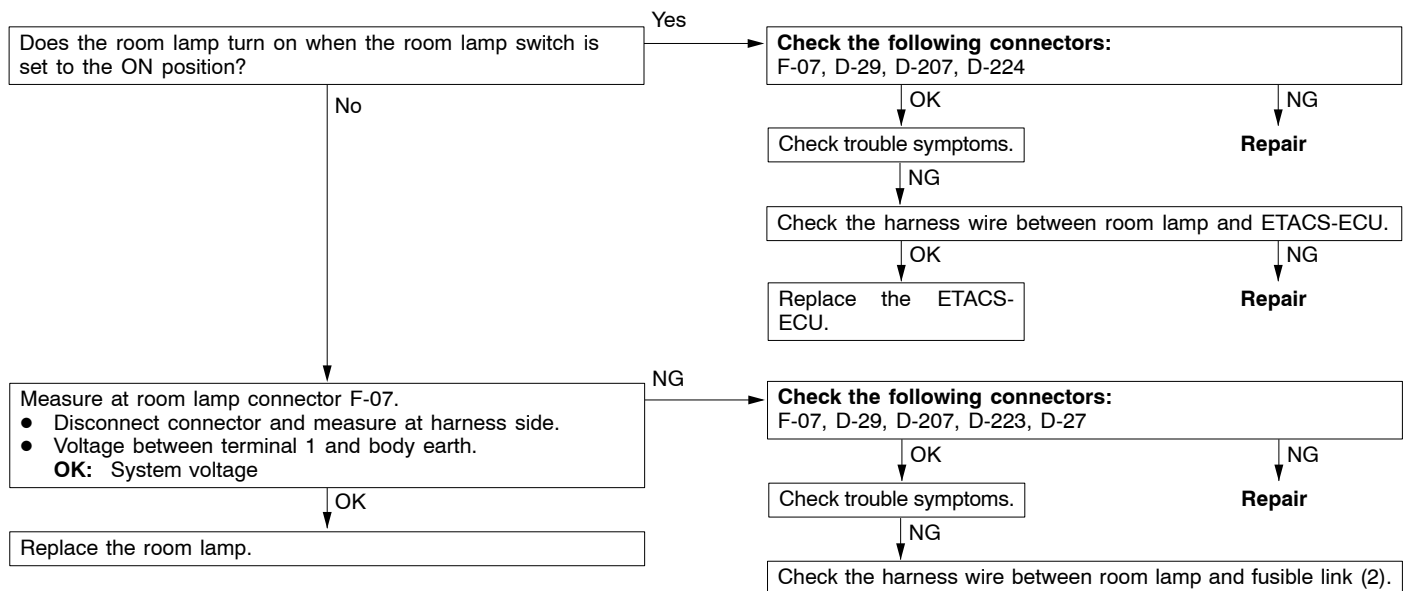 Does the room lamp turn on when the room lamp switch is
set to the ON position?
Yes
Check the following connectors:
F-07, D-29, D-207, D-224
No
OK
NG
Check trouble symptoms.
Repair
NG
Check the harness wire between room lamp and ETACS-ECU.
OK
NG
Replace the ETACS-
ECU.
Repair
Measure at room lamp connector F-07.
● Disconnect connector and measure at harness side.
● Voltage between terminal 1 and body earth.
OK: System voltage
NG
Check the following connectors:
F-07, D-29, D-207, D-223, D-27
OK
Replace the room lamp.
OK
NG
Check trouble symptoms.
Repair
NG
Check the harness wire between room lamp and fusible link (2).